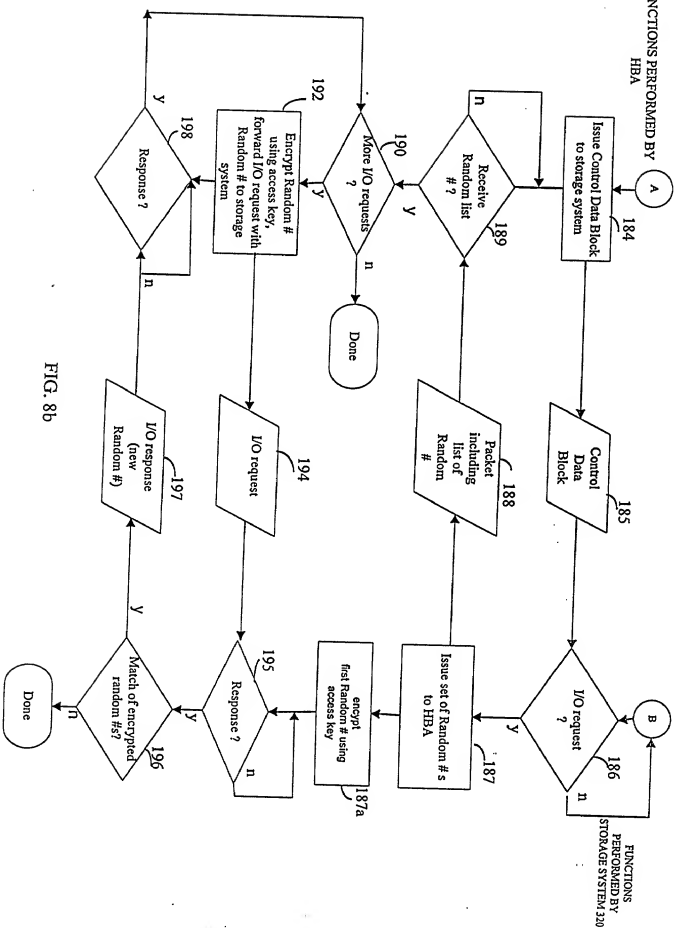 FUNCTIONS
PERFORMED BY
STORAGE SYSTEM 320
B
I/O request
?
186
n
y
Issue set of Random # s
to HBA
187
encrypt
first Random # using
access key
187a
195
Response ?
n
y
Match of encrypted
random #s?
196
n
Done
y
Control
Data
Block
185
Packet
including
list of
Random
#
188
I/O request
194
I/O response
(new
Random #)
197
NCTIONS PERFORMED BY
HBA
A
Issue Control Data Block
to storage system
184
n
Receive
Random list
# ?
189
y
190
More I/O requests
?
n
Done
y
192
Encrypt Random #
using access key,
forward I/O request with
Random # to storage
system
198
Response ?
n
y
FIG. 8b